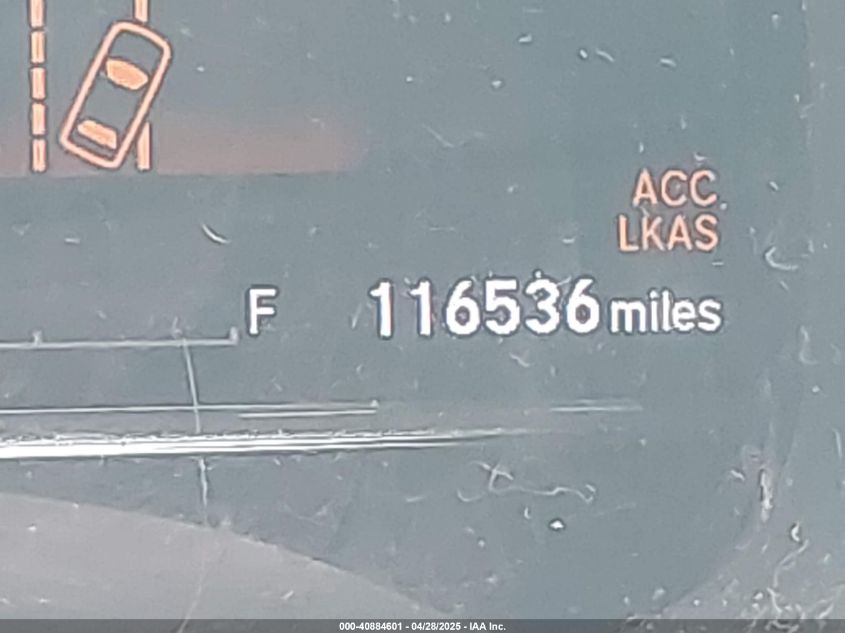 ACC
LKAS
F 116536 miles
000-40884601 - 04/28/2025 - IAA Inc.